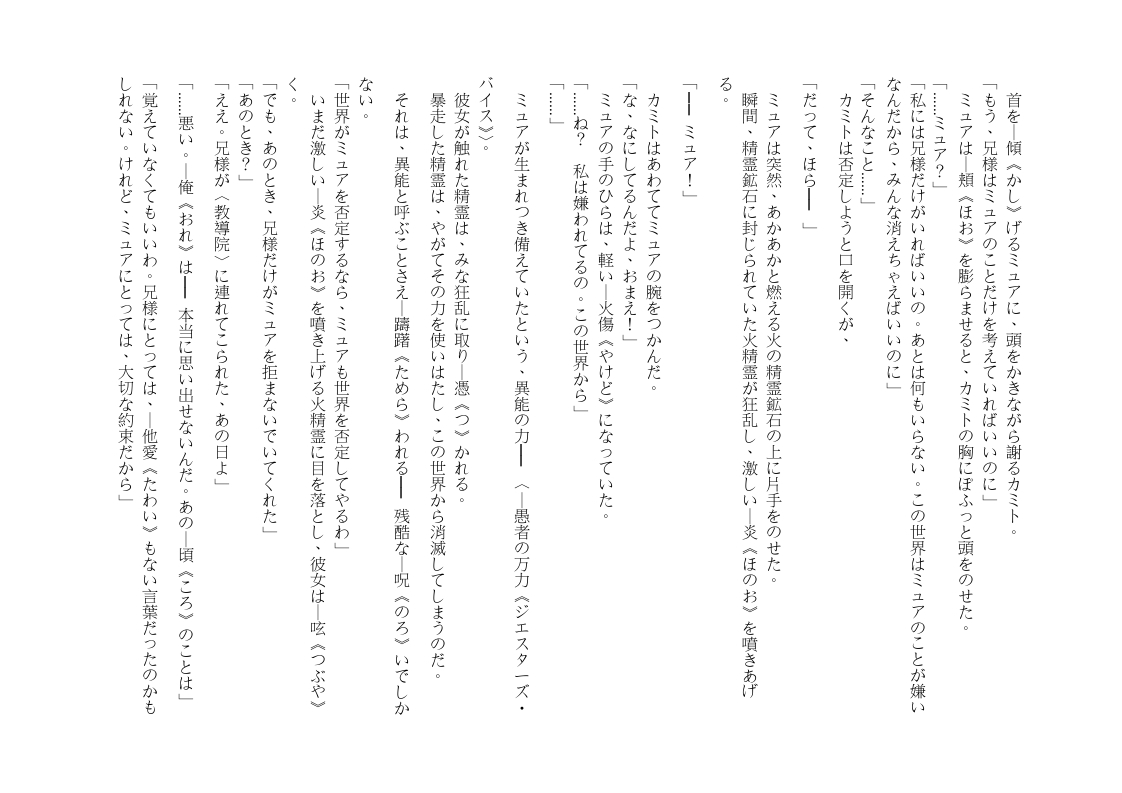 首を｜傾《かし》げるミュアに、頭をかきながら謝るカミト。
「もう、兄様はミュアのことだけを考えていればいいのに」
　ミュアは｜頬《ほお》を膨らませると、カミトの胸にぽふっと頭をのせた。
「……ミュア？」
「私には兄様だけがいればいいの。あとは何もいらない。この世界はミュアのことが嫌い
なんだから、みんな消えちゃえばいいのに」
「そんなこと……」
　カミトは否定しようと口を開くが、
「だって、ほら━━ 」
　ミュアは突然、あかあかと燃える火の精霊鉱石の上に片手をのせた。
　瞬間、精霊鉱石に封じられていた火精霊が狂乱し、激しい｜炎《ほのお》を噴きあげ
る。
「━━ ミュア！」
　カミトはあわててミュアの腕をつかんだ。
「な、なにしてるんだよ、おまえ！」
　ミュアの手のひらは、軽い｜火傷《やけど》になっていた。
「……ね？　私は嫌われてるの。この世界から」
「……」
　ミュアが生まれつき備えていたという、異能の力━━ 〈｜愚者の万力《ジエスターズ・
バイス》〉。
　彼女が触れた精霊は、みな狂乱に取り｜憑《つ》かれる。
　暴走した精霊は、やがてその力を使いはたし、この世界から消滅してしまうのだ。
　それは、異能と呼ぶことさえ｜躊躇《ためら》われる━━ 残酷な｜呪《のろ》いでしか
ない。
「世界がミュアを否定するなら、ミュアも世界を否定してやるわ」
　いまだ激しい｜炎《ほのお》を噴き上げる火精霊に目を落とし、彼女は｜呟《つぶや》
く。
「でも、あのとき、兄様だけがミュアを拒まないでいてくれた」
「あのとき？」
「ええ。兄様が〈教導院〉に連れてこられた、あの日よ」
「……悪い。｜俺《おれ》は━━ 本当に思い出せないんだ。あの｜頃《ころ》のことは」
「覚えていなくてもいいわ。兄様にとっては、｜他愛《たわい》もない言葉だったのかも
しれない。けれど、ミュアにとっては、大切な約束だから」